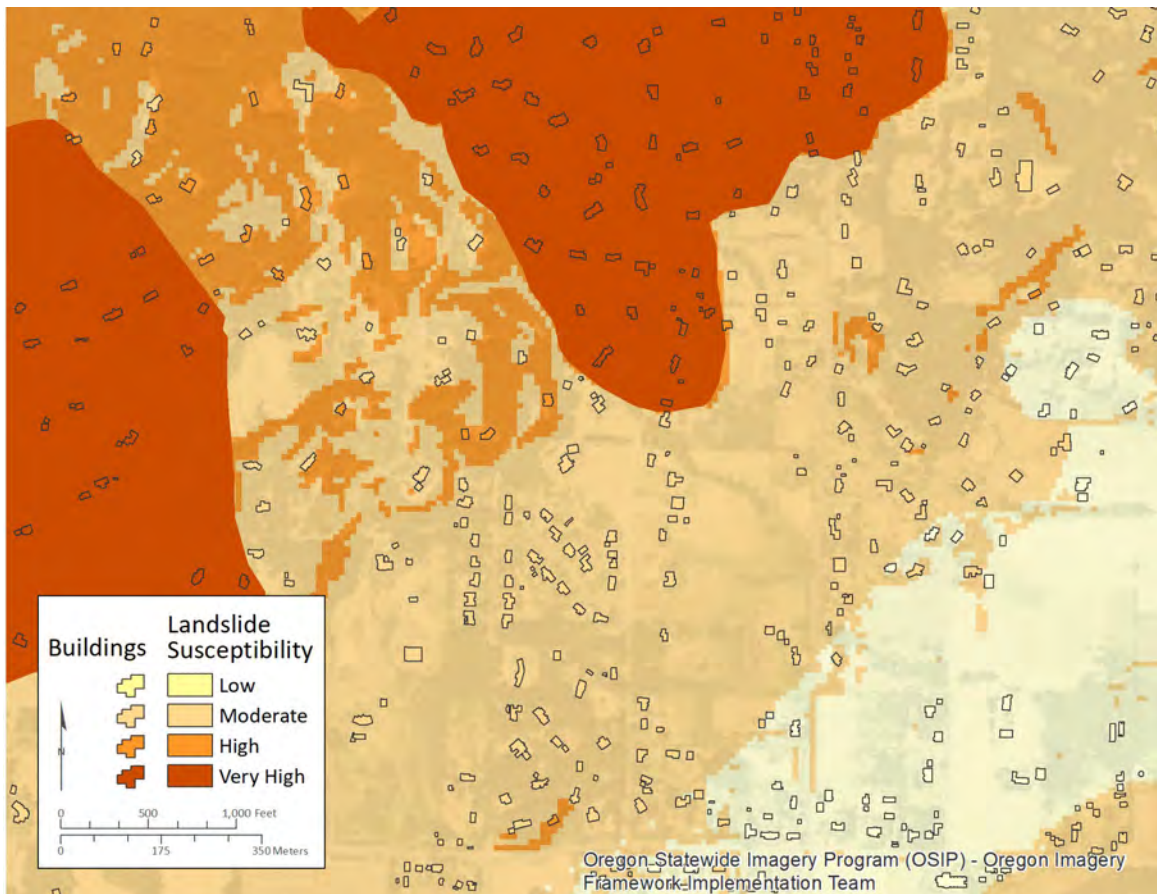 Buildings
Landslide
Susceptibility
Low
Moderate
High
Very High
N
0 500 1,000 Feet
0 175 350 Meters
Oregon Statewide Imagery Program (OSIP) - Oregon Imagery
Framework Implementation Team